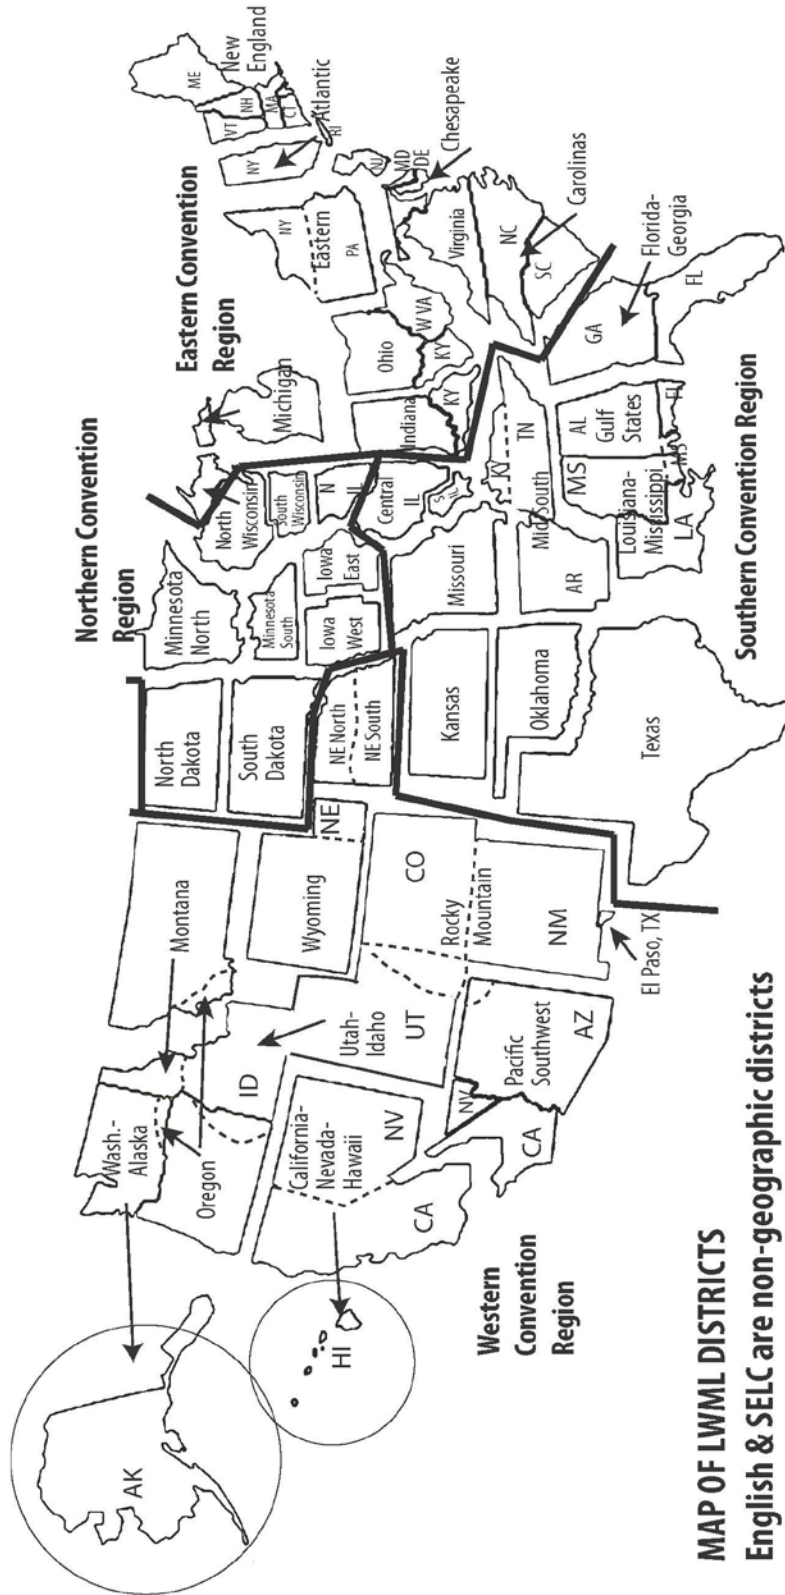 Eastern Convention
Region
Northern Convention
Region
Western
Convention
Region
Southern Convention Region
ME
New
England
VT
NH
MA
CT
RI
NY
Atlantic
NJ
MD
DE
Chesapeake
NY
Eastern
PA
Virginia
W VA
NC
SC
Carolinas
Ohio
KY
Indiana
KY
Michigan
North
Wisconsin
South
Wisconsin
N
IL
Central
IL
S
IL
Minnesota
North
Minnesota
South
Iowa
East
Iowa
West
Missouri
KY
TN
Mid-South
AR
AL
Gulf
States
MS
FL
MS
Louisiana-
Mississippi
LA
GA
Florida-
Georgia
FL
North
Dakota
South
Dakota
NE North
NE South
Kansas
Oklahoma
Texas
Montana
Wyoming
NE
CO
Rocky
Mountain
NM
El Paso, TX
Wash.-
Alaska
Oregon
ID
Utah-
Idaho
UT
California-
Nevada-
Hawaii
NV
CA
NV
CA
Pacific
Southwest
AZ
AK
HI
MAP OF LWML DISTRICTS
English & SELC are non-geographic districts